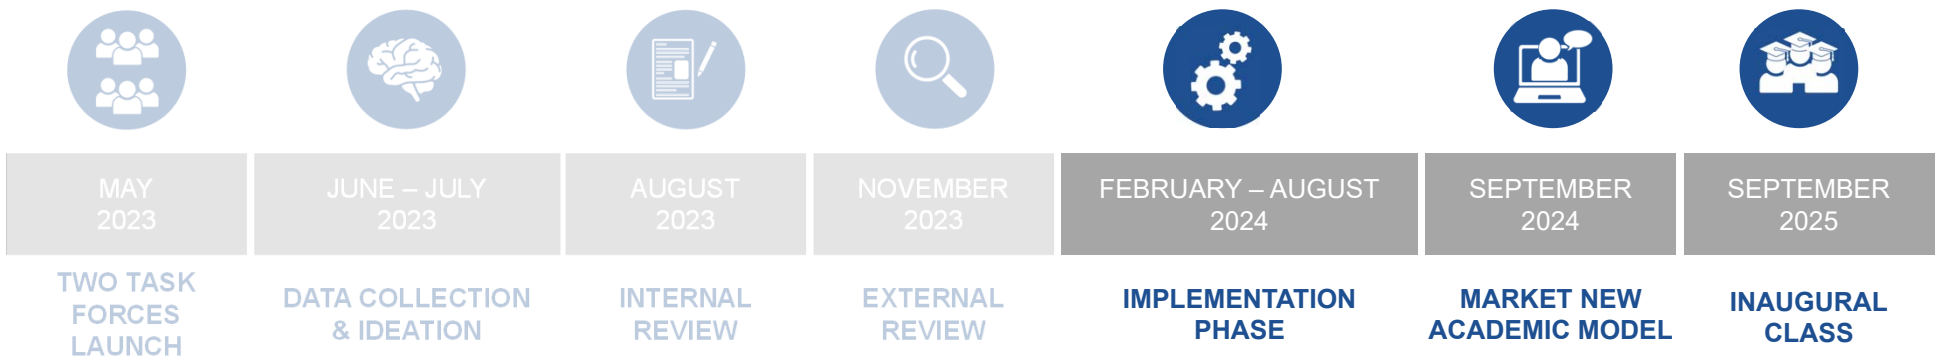 MAY
2023
TWO TASK
FORCES
LAUNCH
JUNE – JULY
2023
DATA COLLECTION
& IDEATION
AUGUST
2023
INTERNAL
REVIEW
NOVEMBER
2023
EXTERNAL
REVIEW
FEBRUARY – AUGUST
2024
IMPLEMENTATION
PHASE
SEPTEMBER
2024
MARKET NEW
ACADEMIC MODEL
SEPTEMBER
2025
INAUGURAL
CLASS